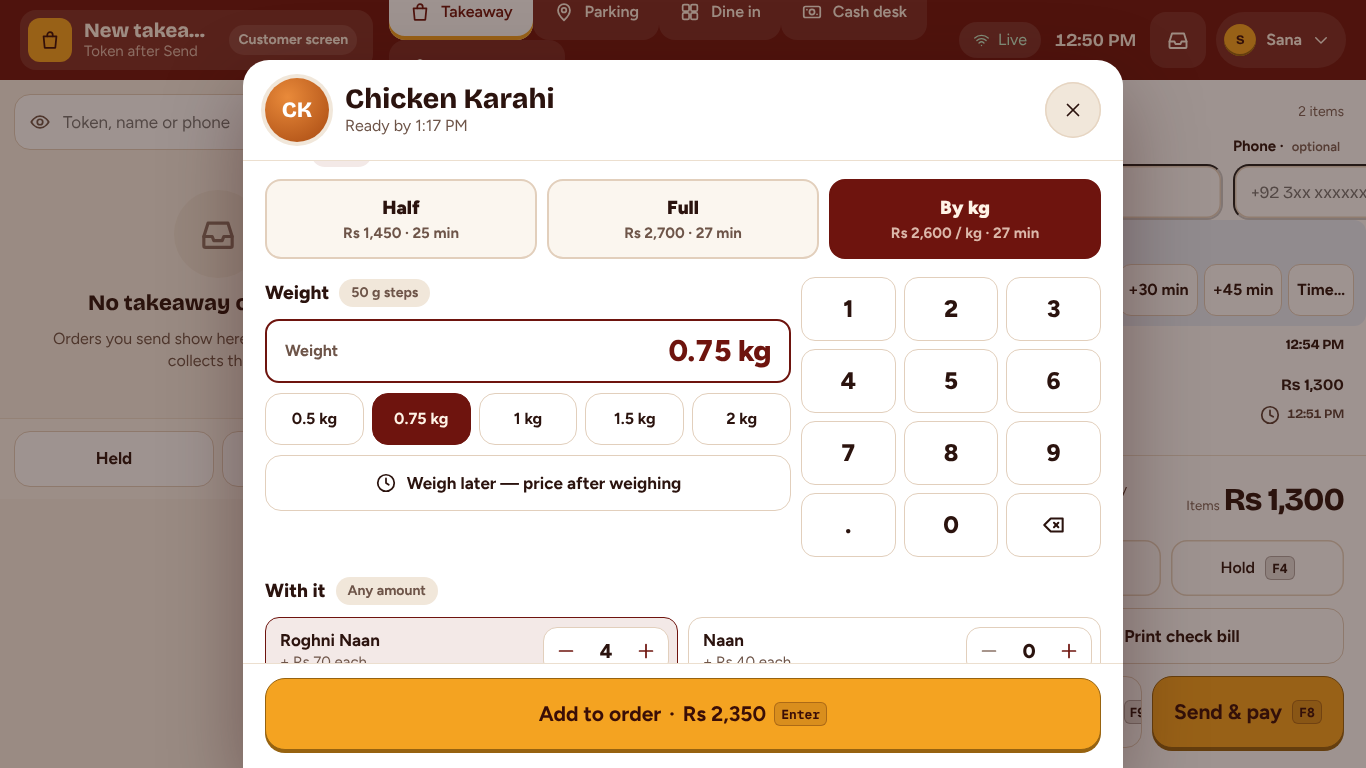 New takea...
Token after Send
Customer screen
Takeaway
Parking
Dine in
Cash desk
Live
12:50 PM
S
Sana
Token, name or phone
No takeaway
Orders you send show here
collects
Held
CK
Chicken Karahi
Ready by 1:17 PM
Half
Rs 1,450 · 25 min
Full
Rs 2,700 · 27 min
By kg
Rs 2,600 / kg · 27 min
Weight
50 g steps
Weight
0.75 kg
0.5 kg
0.75 kg
1 kg
1.5 kg
2 kg
Weigh later — price after weighing
1
2
3
4
5
6
7
8
9
.
0
With it
Any amount
Roghni Naan
+ Rs 70 each
4
Naan
+ Rs 40 each
0
Add to order · Rs 2,350
Enter
2 items
Phone · optional
+92 3xx xxxxxx
+30 min
+45 min
Time...
12:54 PM
Rs 1,300
12:51 PM
Items Rs 1,300
Hold F4
Print check bill
Send & pay F8